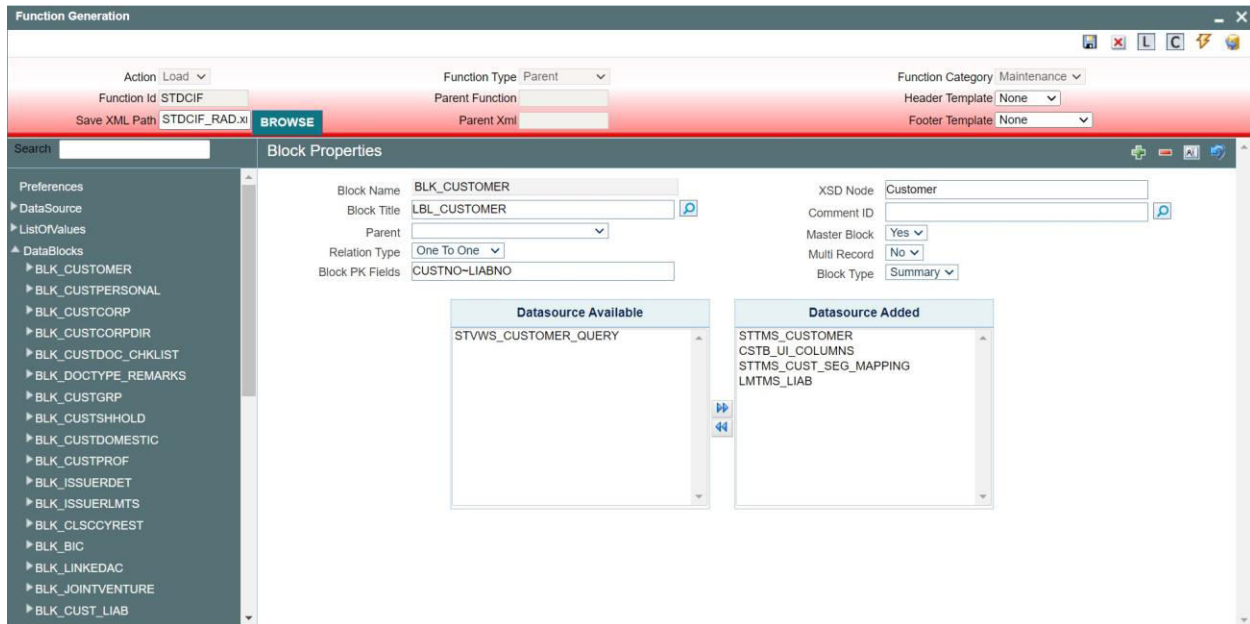 Function Generation
L C
Action Load Function Type Parent Function Category Maintenance
Function Id STDCIF Parent Function Header Template None
Save XML Path STDCIF_RAD.x BROWSE Parent Xml Footer Template None
Search Block Properties
Preferences
DataSource
ListOfValues
DataBlocks
BLK_CUSTOMER
BLK_CUSTPERSONAL
BLK_CUSTCORP
BLK_CUSTCORPDIR
BLK_CUSTDOC_CHKLIST
BLK_DOCTYPE_REMARKS
BLK_CUSTGRP
BLK_CUSTSHHOLD
BLK_CUSTDOMESTIC
BLK_CUSTPROF
BLK_ISSUERDET
BLK_ISSUERLMTS
BLK_CLSCCYREST
BLK_BIC
BLK_LINKEDAC
BLK_JOINTVENTURE
BLK_CUST_LIAB
Block Name BLK_CUSTOMER XSD Node Customer
Block Title LBL_CUSTOMER Comment ID
Parent Master Block Yes
Relation Type One To One Multi Record No
Block PK Fields CUSTNO~LIABNO Block Type Summary
Datasource Available Datasource Added
STVWS_CUSTOMER_QUERY STTMS_CUSTOMER
CSTB_UI_COLUMNS
STTMS_CUST_SEG_MAPPING
LMTMS_LIAB